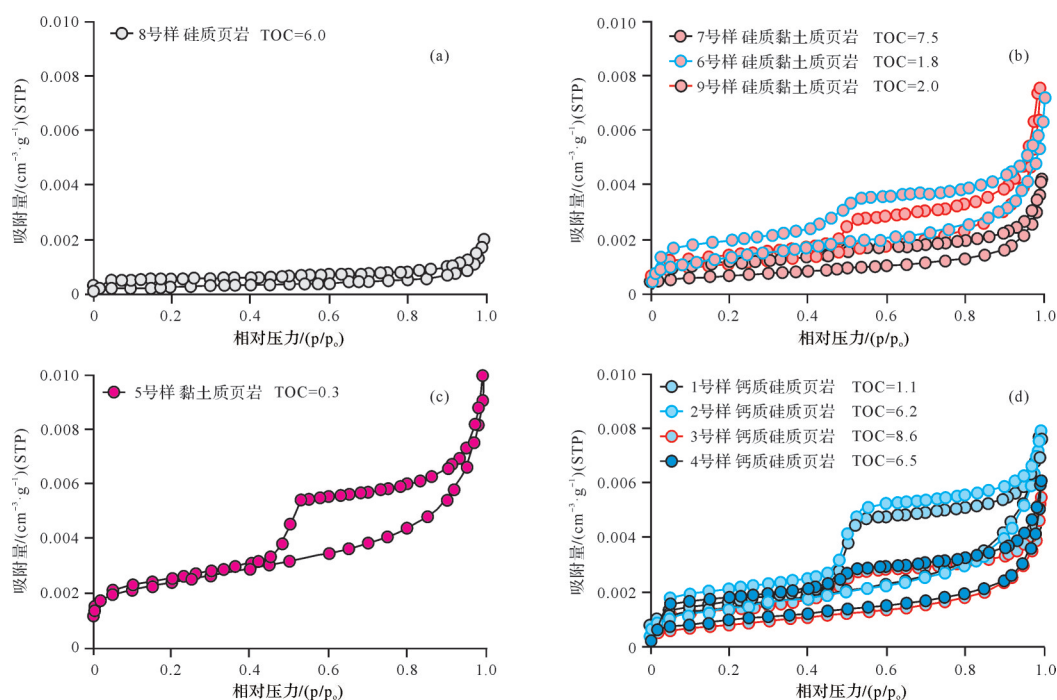 0.010
0.008
0.006
0.004
0.002
0
吸附量/(cm⁻³·g⁻¹)(STP)
8号样 硅质页岩 TOC=6.0
(a)
0 0.2 0.4 0.6 0.8 1.0
相对压力/(p/p₀)
0.010
0.008
0.006
0.004
0.002
0.000
吸附量/(cm⁻³·g⁻¹)(STP)
7号样 硅质黏土质页岩 TOC=7.5
6号样 硅质黏土质页岩 TOC=1.8
9号样 硅质黏土质页岩 TOC=2.0
(b)
0 0.2 0.4 0.6 0.8 1.0
相对压力/(p/p₀)
0.010
0.008
0.006
0.004
0.002
0
吸附量/(cm⁻³·g⁻¹)(STP)
5号样 黏土质页岩 TOC=0.3
(c)
0 0.2 0.4 0.6 0.8 1.0
相对压力/(p/p₀)
0.010
0.008
0.006
0.004
0.002
0
吸附量/(cm⁻³·g⁻¹)(STP)
1号样 钙质硅质页岩 TOC=1.1
2号样 钙质硅质页岩 TOC=6.2
3号样 钙质硅质页岩 TOC=8.6
4号样 钙质硅质页岩 TOC=6.5
(d)
0 0.2 0.4 0.6 0.8 1.0
相对压力/(p/p₀)